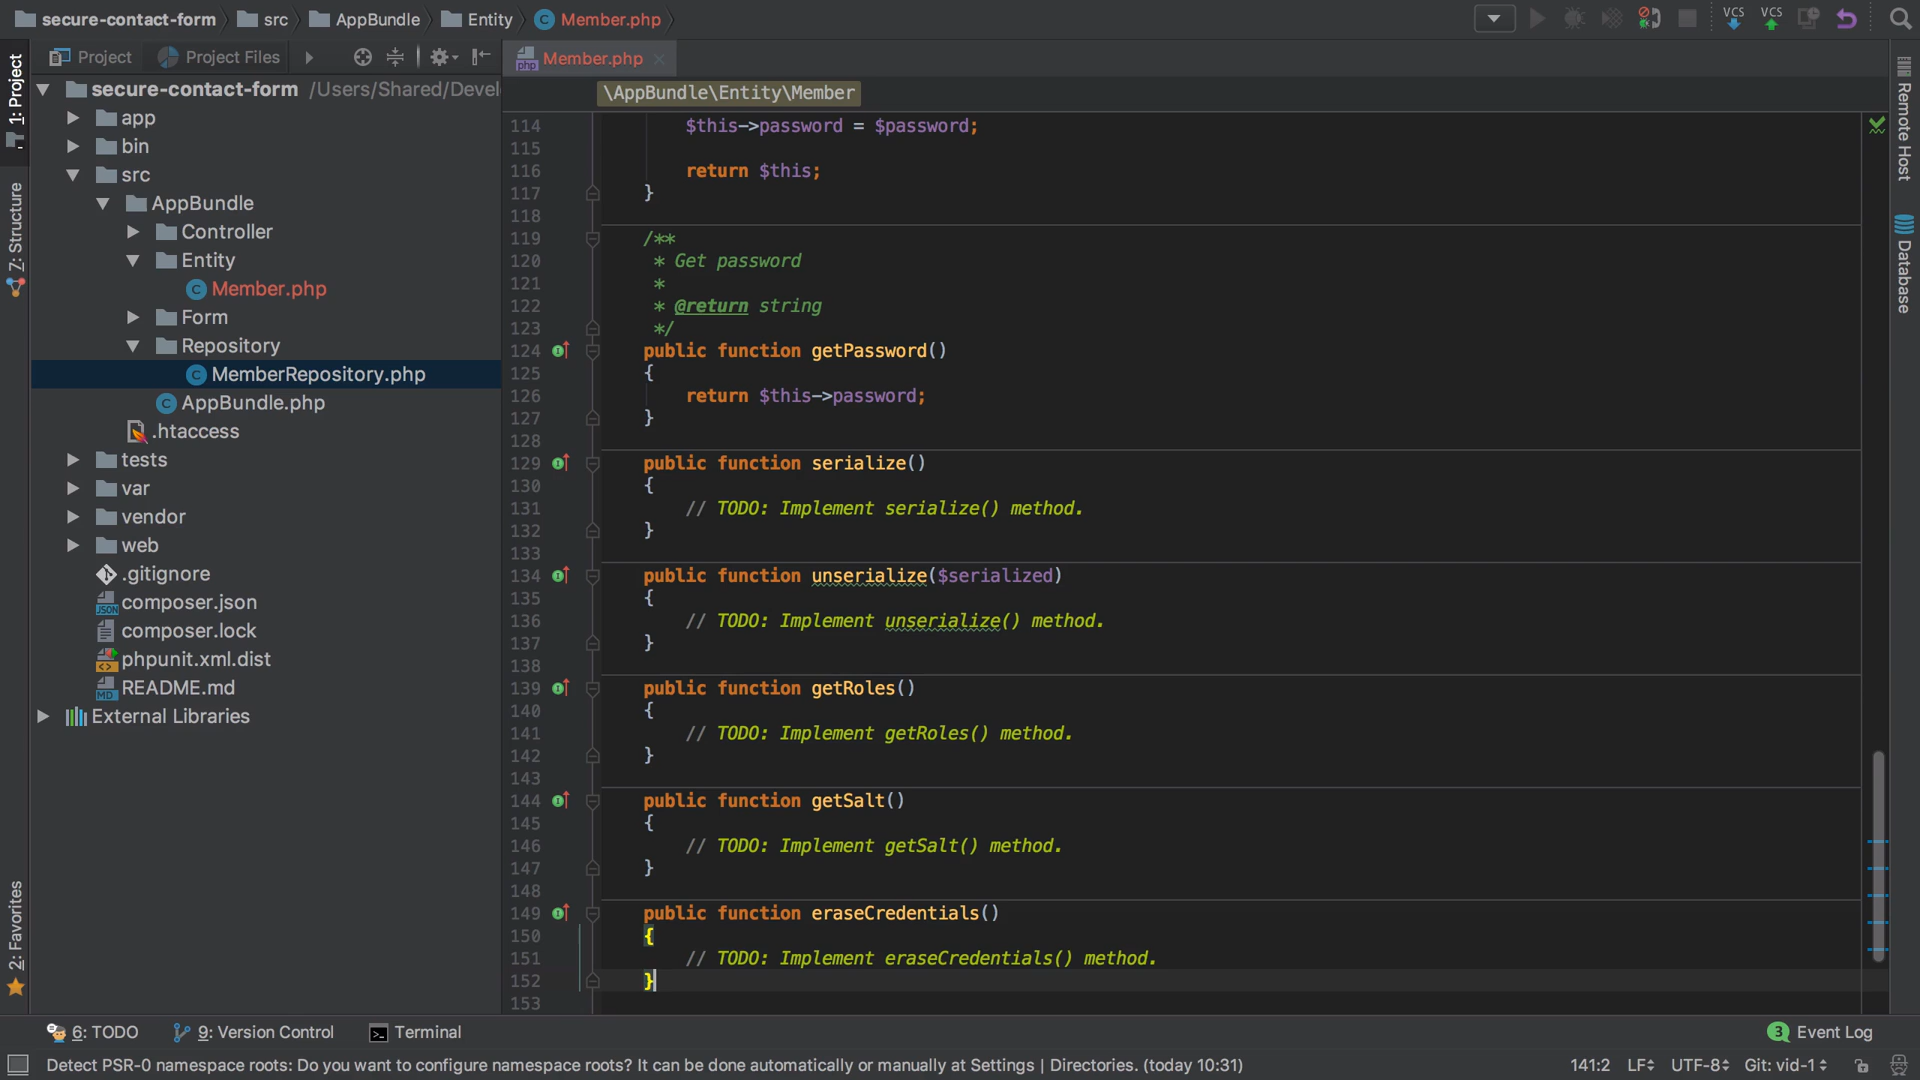 secure-contact-form src AppBundle Entity Member.php
VCS VCS
1: Project
Z: Structure
2: Favorites
Project Project Files
secure-contact-form /Users/Shared/Devel
app
bin
src
AppBundle
Controller
Entity
Member.php
Form
Repository
MemberRepository.php
AppBundle.php
.htaccess
tests
var
vendor
web
.gitignore
composer.json
composer.lock
phpunit.xml.dist
README.md
External Libraries
Member.php
\AppBundle\Entity\Member
114 $this->password = $password;
115
116 return $this;
117 }
118
119 /**
120 * Get password
121 *
122 * @return string
123 */
124 public function getPassword()
125 {
126 return $this->password;
127 }
128
129 public function serialize()
130 {
131 // TODO: Implement serialize() method.
132 }
133
134 public function unserialize($serialized)
135 {
136 // TODO: Implement unserialize() method.
137 }
138
139 public function getRoles()
140 {
141 // TODO: Implement getRoles() method.
142 }
143
144 public function getSalt()
145 {
146 // TODO: Implement getSalt() method.
147 }
148
149 public function eraseCredentials()
150 {
151 // TODO: Implement eraseCredentials() method.
152 }
153
Remote Host
Database
6: TODO 9: Version Control Terminal 3 Event Log
Detect PSR-0 namespace roots: Do you want to configure namespace roots? It can be done automatically or manually at Settings | Directories. (today 10:31) 141:2 LF UTF-8 Git: vid-1